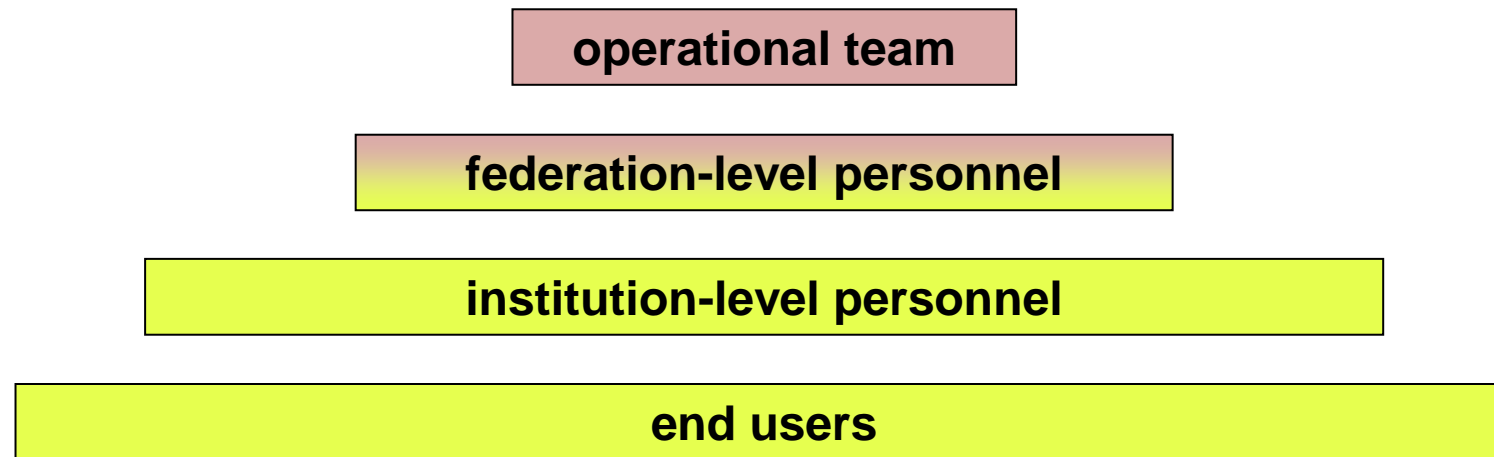 operational team
federation-level personnel
institution-level personnel
end users